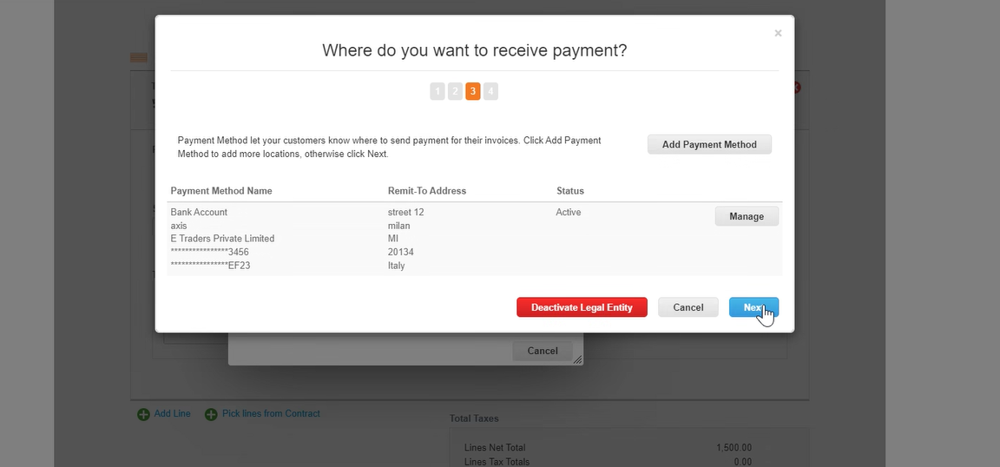 Where do you want to receive payment?
1 2 3 4
Payment Method let your customers know where to send payment for their invoices. Click Add Payment
Method to add more locations, otherwise click Next.
Add Payment Method
Payment Method Name Remit-To Address Status
Bank Account street 12 Active
Manage
axis milan
E Traders Private Limited MI
****************3456 20134
****************EF23 Italy
Deactivate Legal Entity Cancel Next
Cancel
Add Line Pick lines from Contract
Total Taxes
Lines Net Total 1,500.00
Lines Tax Totals 0.00